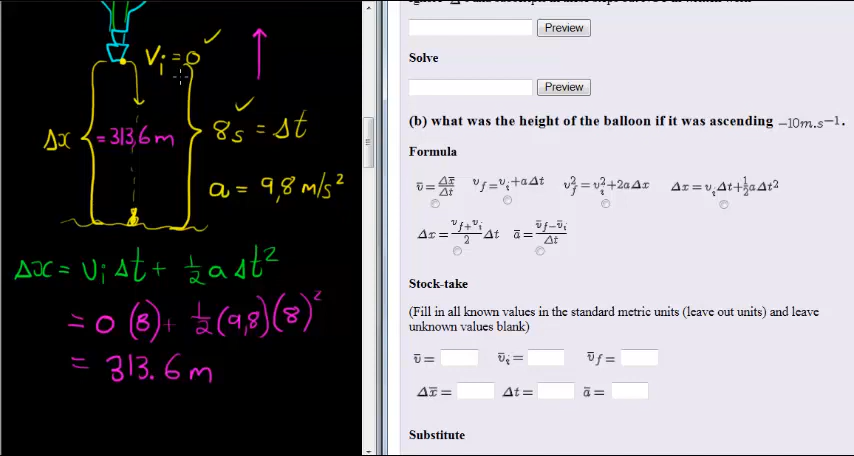 Vi = 0 ✓
8s = Δt ✓
Δx = 313,6 m
a = 9,8 m/s²
Δx = Vi Δt + 1/2 a Δt²
= 0 (8) + 1/2 (9,8) (8)²
= 313.6 m
Preview
Solve
Preview
(b) what was the height of the balloon if it was ascending −10m.s−1.
Formula
v̄ = Δx̄/Δt vf = vi + aΔt vf² = vi² + 2aΔx Δx = viΔt + 1/2 aΔt²
Δx = (vf + vi)/2 Δt ā = (v̄f − v̄i)/Δt
Stock-take
(Fill in all known values in the standard metric units (leave out units) and leave
unknown values blank)
v̄ = v̄i = v̄f =
Δx̄ = Δt = ā =
Substitute